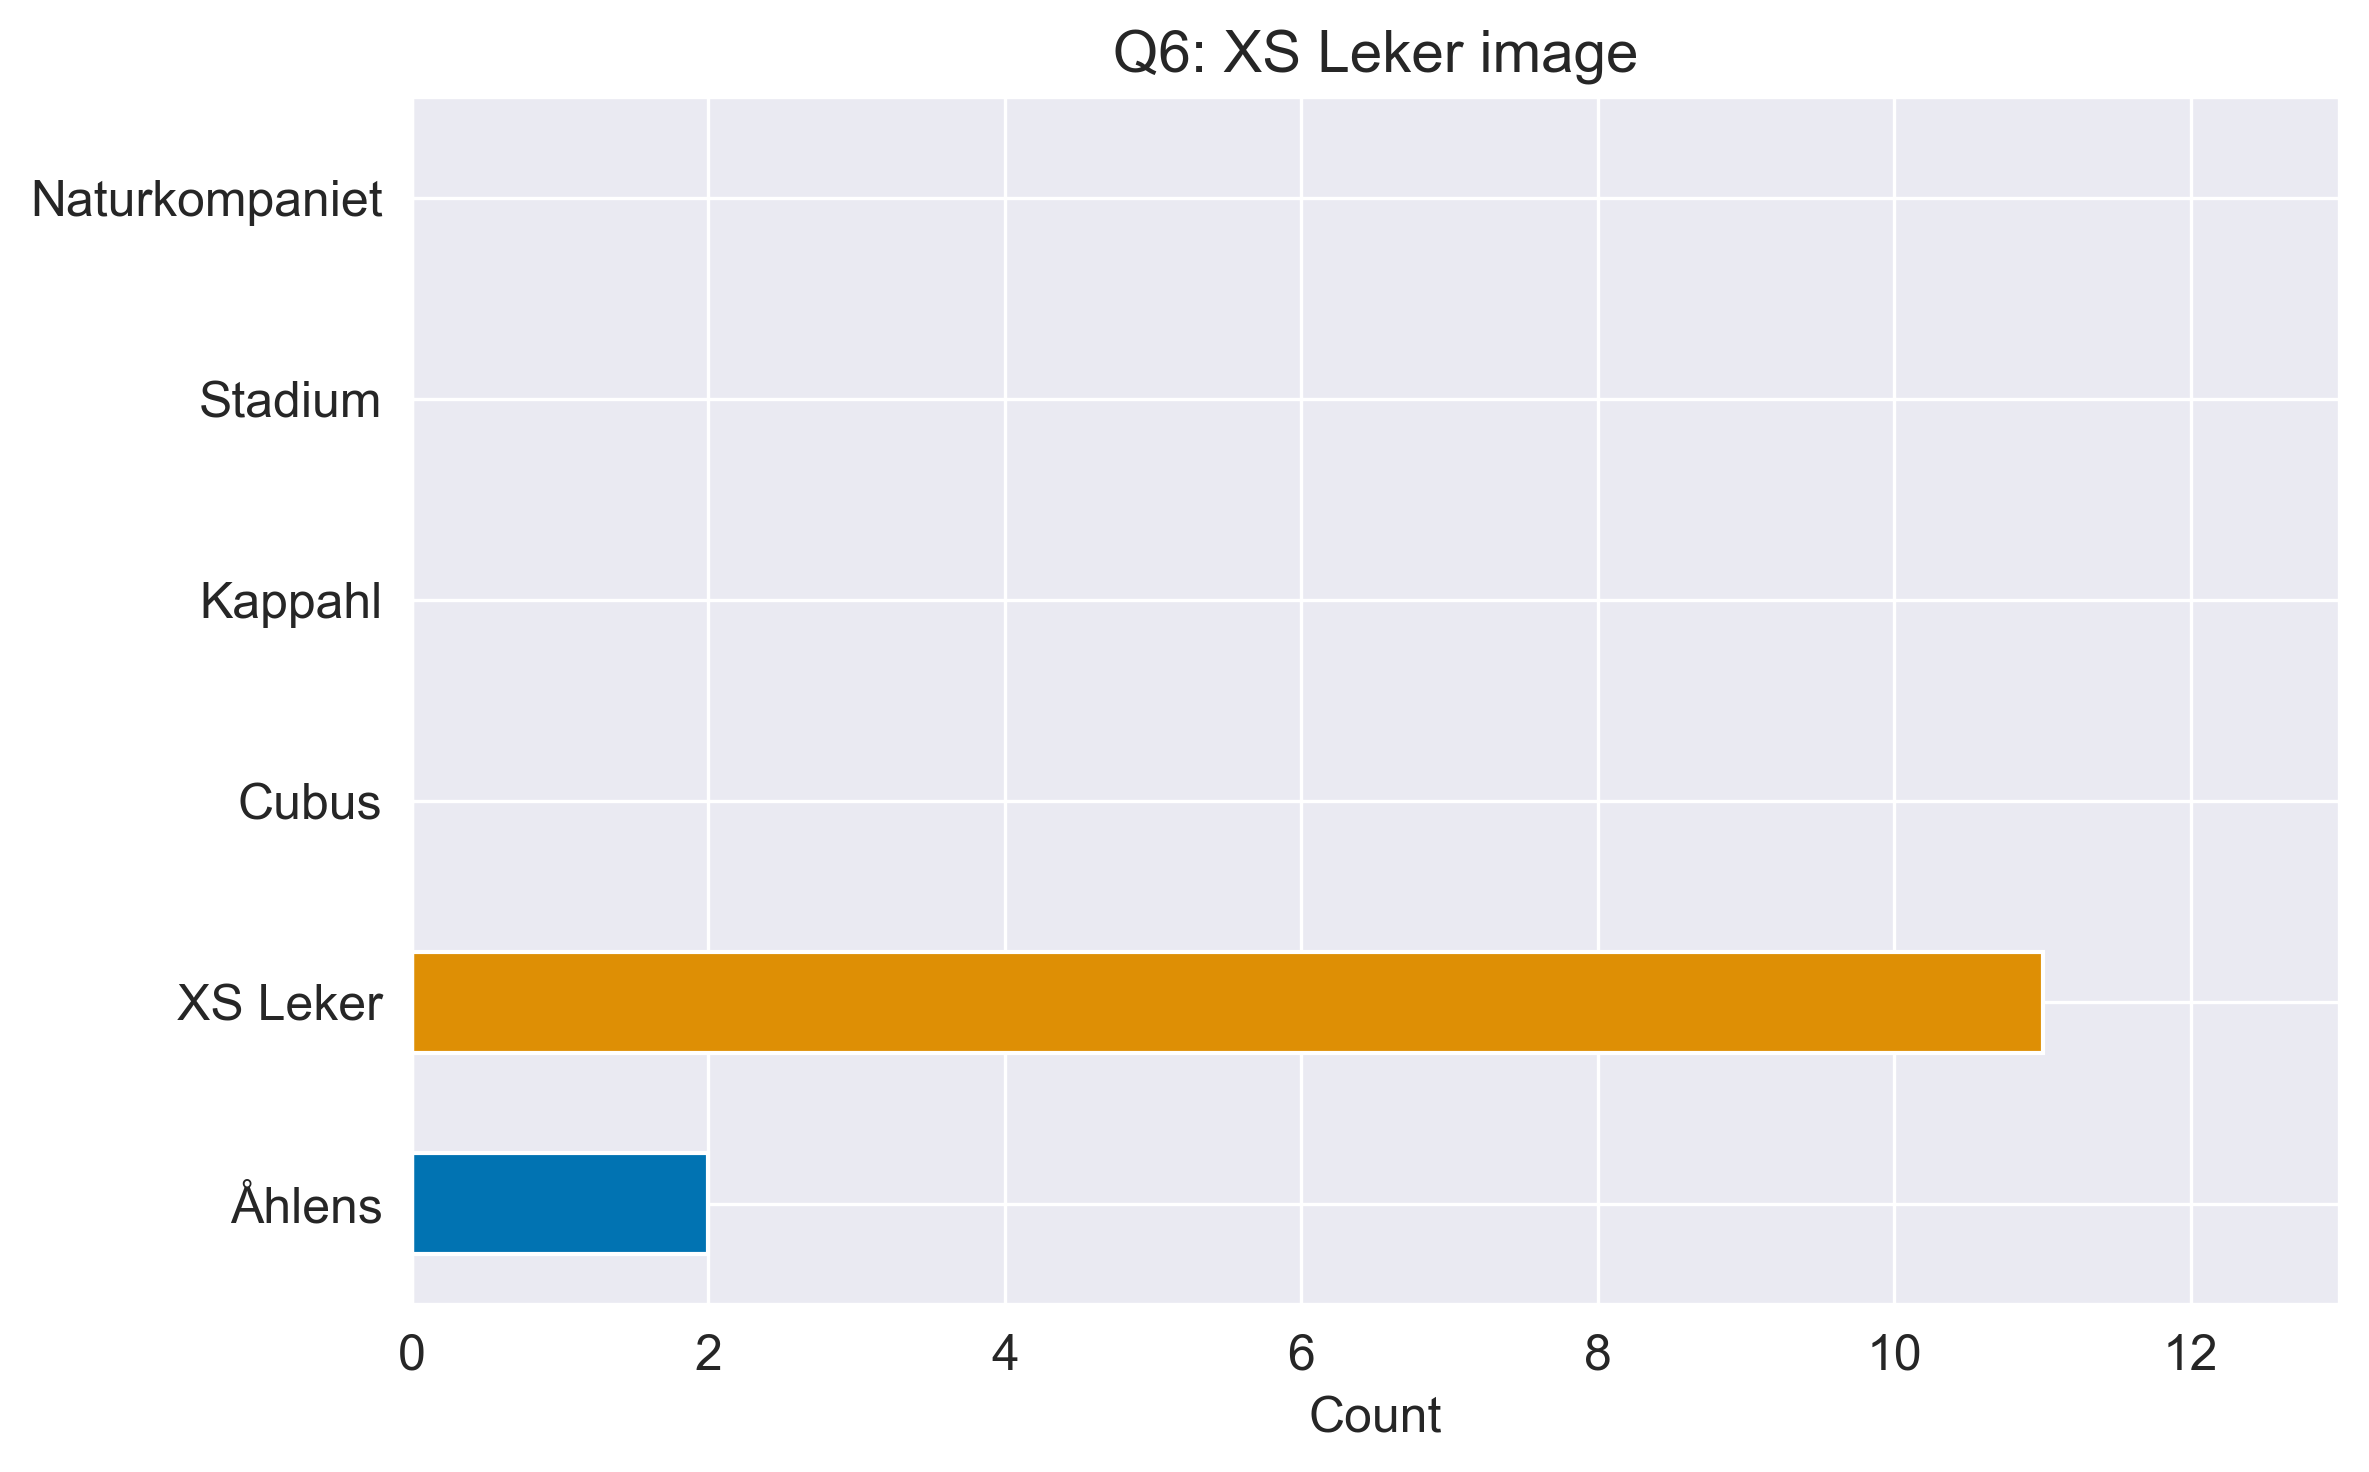 Q6: XS Leker image
Naturkompaniet
Stadium
Kappahl
Cubus
XS Leker
Åhlens
0 2 4 6 8 10 12
Count